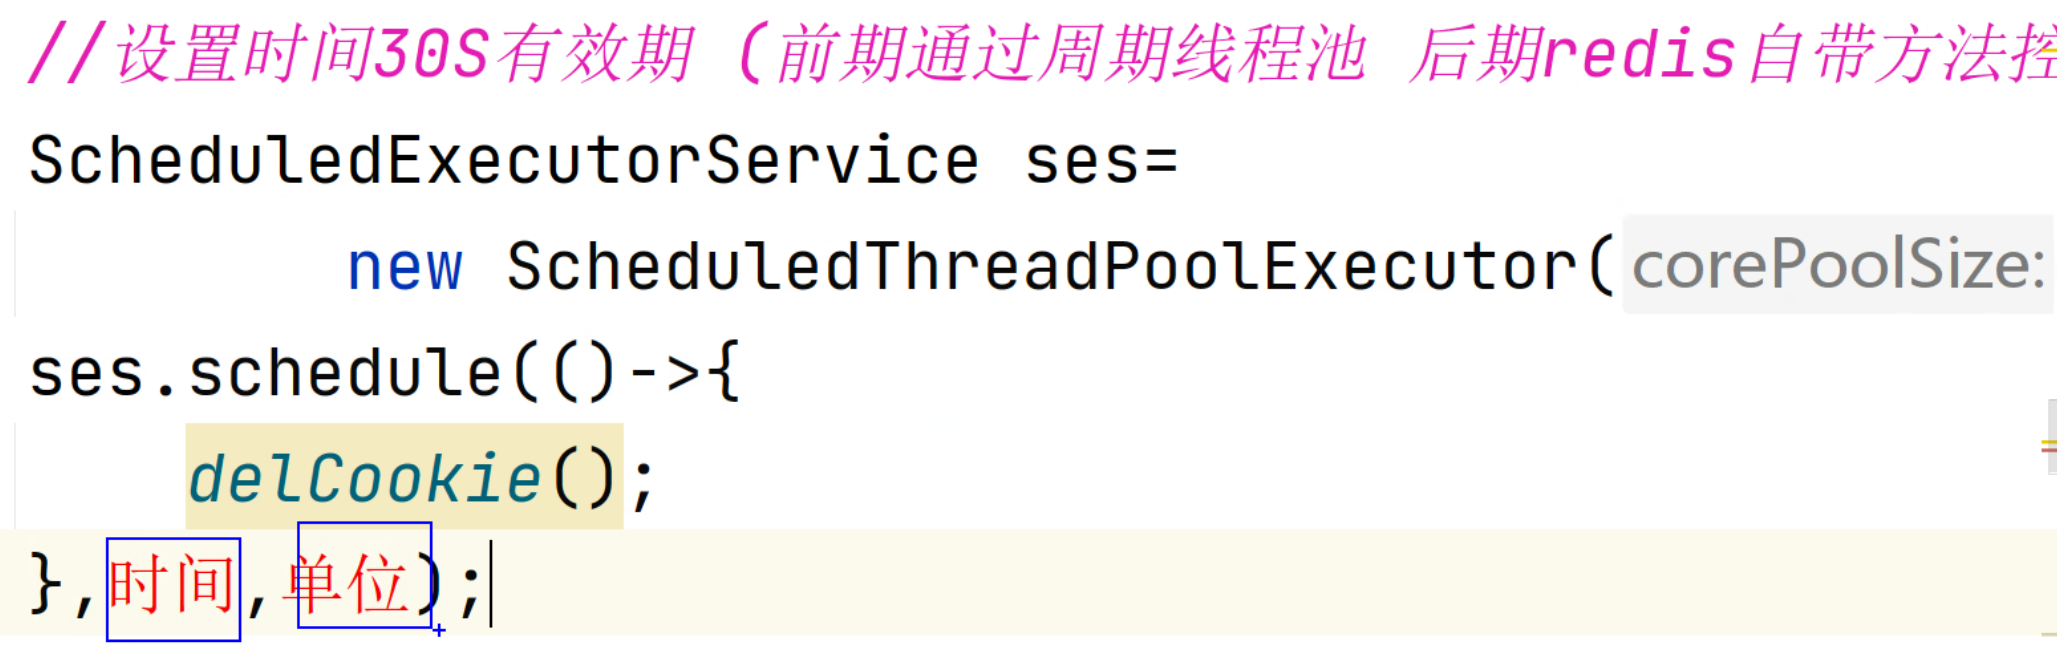 //设置时间30S有效期 (前期通过周期线程池 后期redis自带方法控
ScheduledExecutorService ses=
new ScheduledThreadPoolExecutor( corePoolSize:
ses.schedule(()->{
delCookie();
},时间,单位);